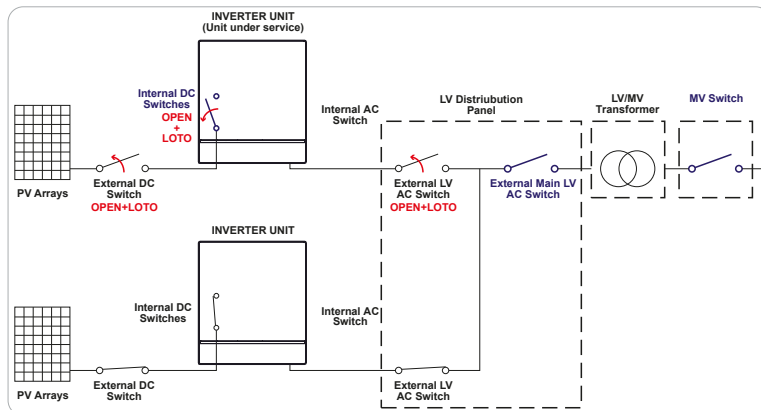 INVERTER UNIT
(Unit under service)
Internal DC
Switches
OPEN
+
LOTO
Internal AC
Switch
LV Distriubution
Panel
LV/MV
Transformer
MV Switch
PV Arrays
External DC
Switch
OPEN+LOTO
External LV
AC Switch
OPEN+LOTO
External Main LV
AC Switch
INVERTER UNIT
Internal DC
Switches
Internal AC
Switch
PV Arrays
External DC
Switch
External LV
AC Switch